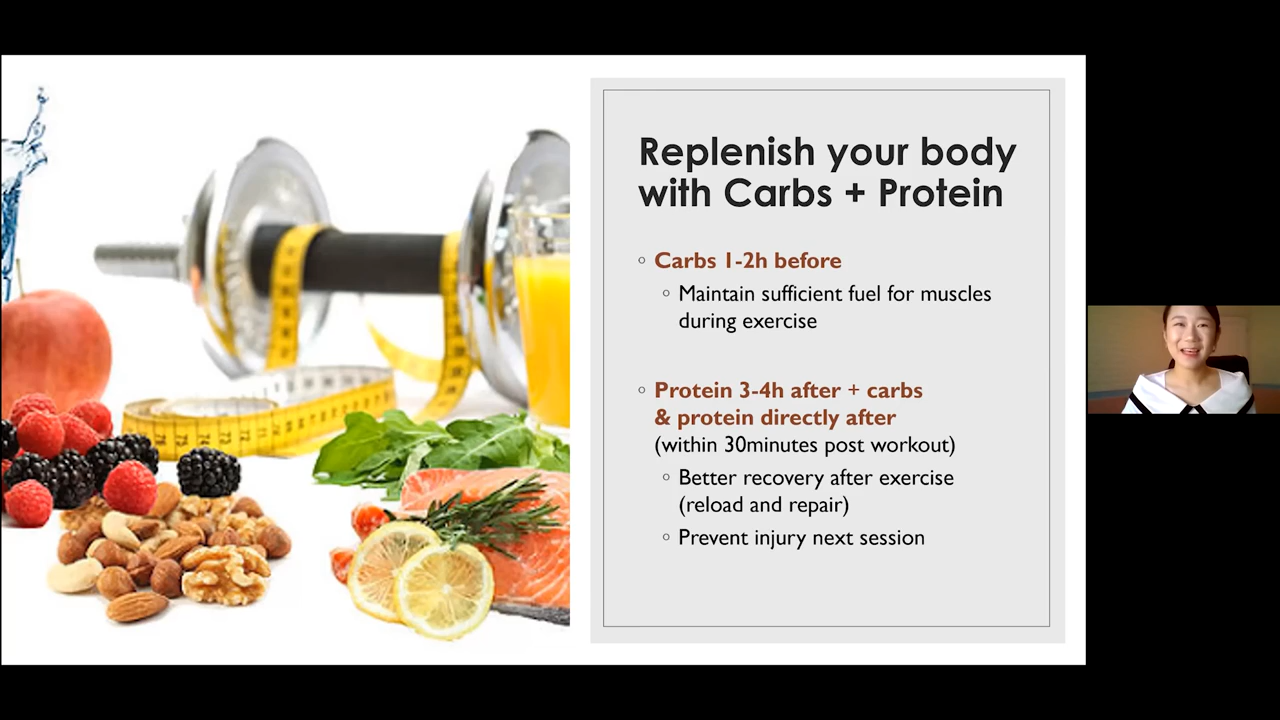 Replenish your body
with Carbs + Protein
◦ Carbs 1-2h before
◦ Maintain sufficient fuel for muscles
during exercise
◦ Protein 3-4h after + carbs
& protein directly after
(within 30minutes post workout)
◦ Better recovery after exercise
(reload and repair)
◦ Prevent injury next session